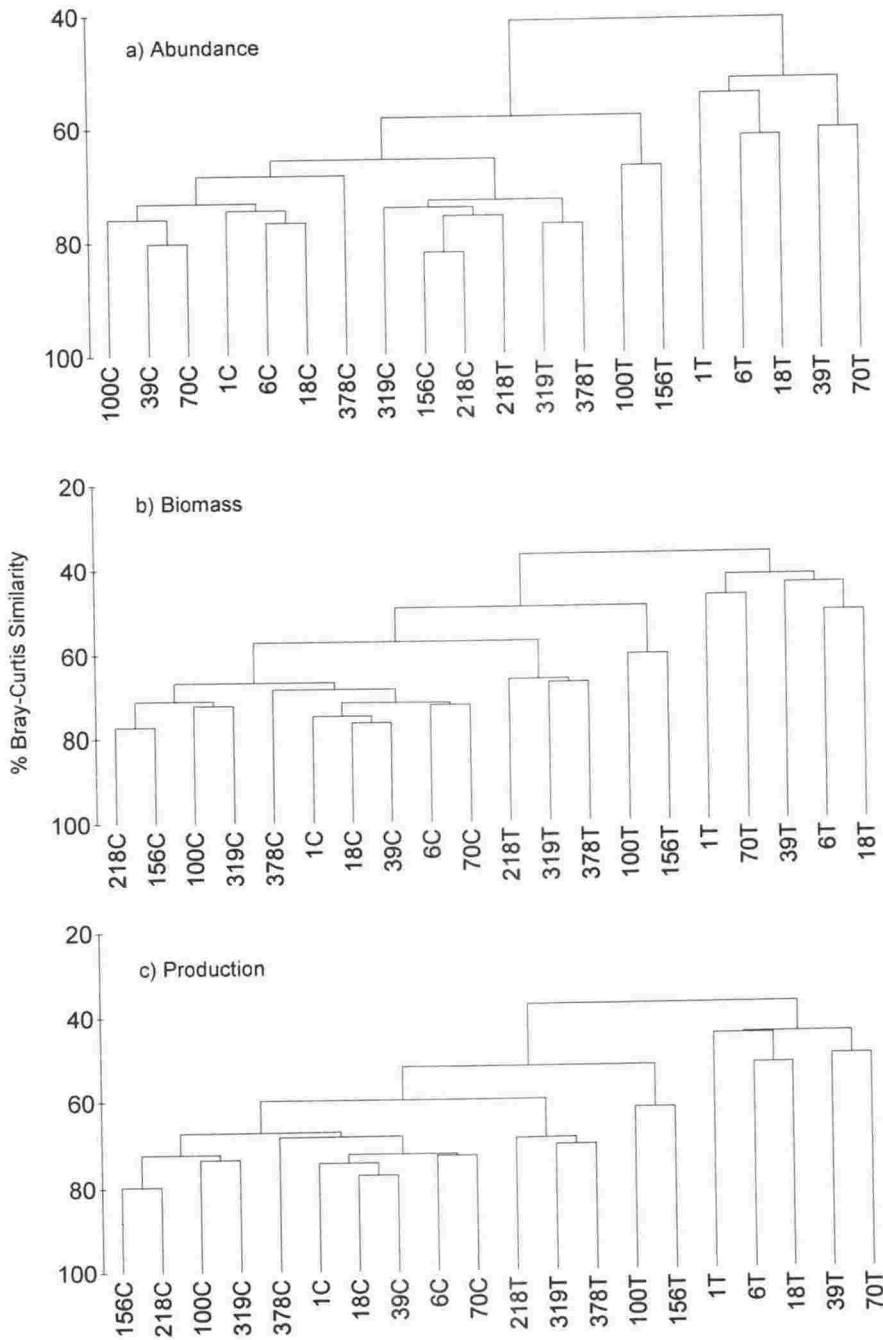 a) Abundance
40
60
80
100
100C 39C 70C 1C 6C 18C 378C 319C 156C 218C 218T 319T 378T 100T 156T 1T 6T 18T 39T 70T
% Bray-Curtis Similarity
b) Biomass
20
40
60
80
100
218C 156C 100C 319C 378C 1C 18C 39C 6C 70C 218T 319T 378T 100T 156T 1T 70T 39T 6T 18T
c) Production
20
40
60
80
100
156C 218C 100C 319C 378C 1C 18C 39C 6C 70C 218T 319T 378T 100T 156T 1T 6T 18T 39T 70T